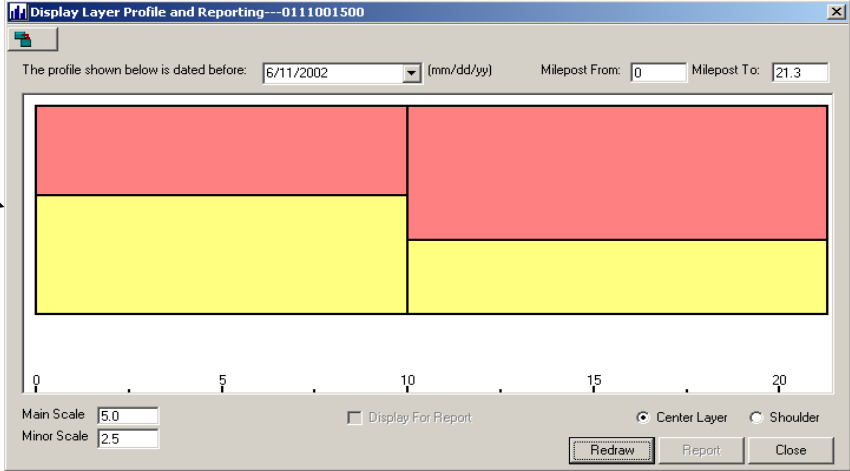 Display Layer Profile and Reporting---0111001500
The profile shown below is dated before: 6/11/2002 (mm/dd/yy) Milepost From: 0 Milepost To: 21.3
0 5 10 15 20
Main Scale 5.0 Display For Report Center Layer Shoulder
Minor Scale 2.5
Redraw Report Close